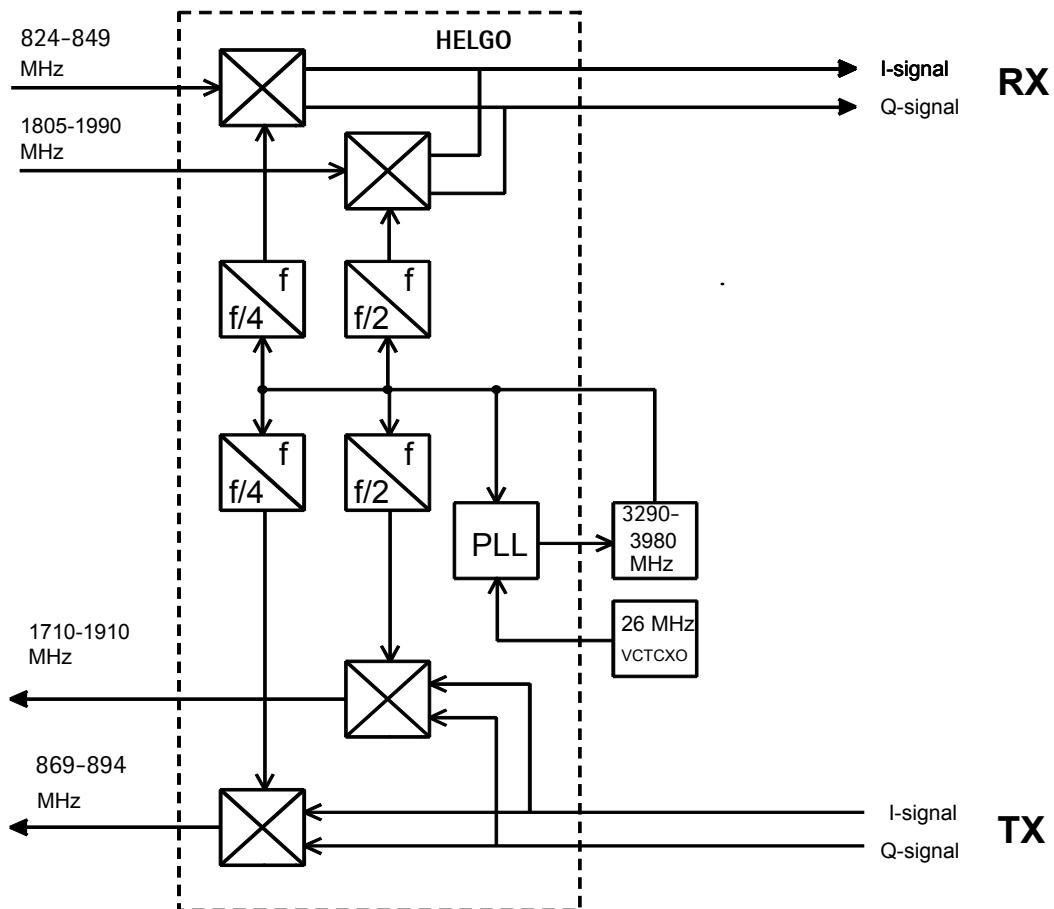 824-849
MHz
HELGO
I-signal
RX
Q-signal
1805-1990
MHz
f
f/4
f
f/2
f
f/4
f
f/2
PLL
3290-
3980
MHz
26 MHz
VCTCXO
1710-1910
MHz
869-894
MHz
I-signal
TX
Q-signal